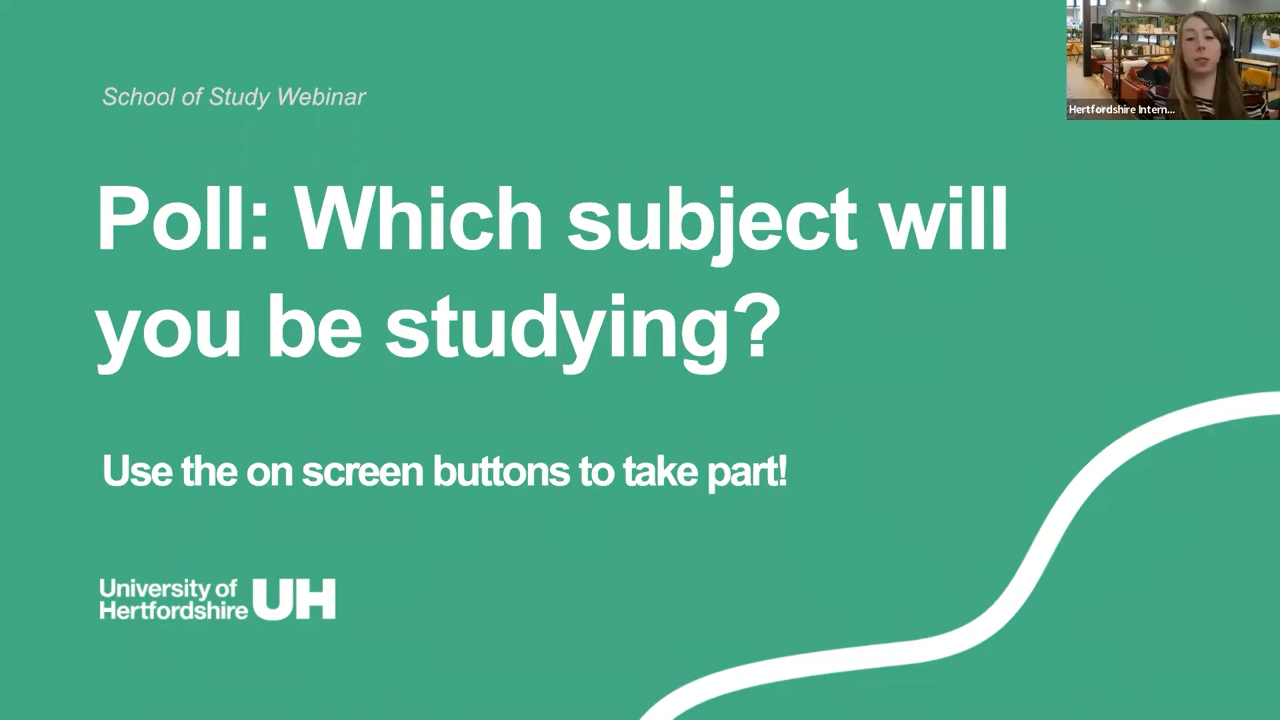 School of Study Webinar
Hertfordshire Intern...
Poll: Which subject will
you be studying?
Use the on screen buttons to take part!
University of
Hertfordshire UH